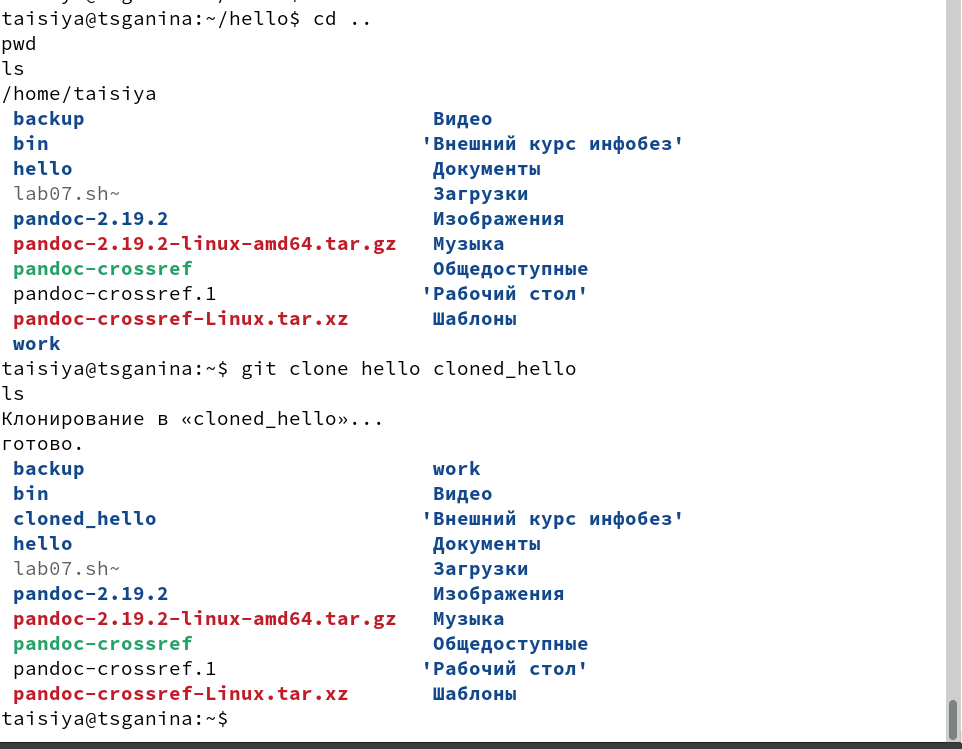 taisiya@tsganina:~/hello$ cd ..
pwd
ls
/home/taisiya
backup Видео
bin 'Внешний курс инфобез'
hello Документы
lab07.sh~ Загрузки
pandoc-2.19.2 Изображения
pandoc-2.19.2-linux-amd64.tar.gz Музыка
pandoc-crossref Общедоступные
pandoc-crossref.1 'Рабочий стол'
pandoc-crossref-Linux.tar.xz Шаблоны
work
taisiya@tsganina:~$ git clone hello cloned_hello
ls
Клонирование в «cloned_hello»...
готово.
backup work
bin Видео
cloned_hello 'Внешний курс инфобез'
hello Документы
lab07.sh~ Загрузки
pandoc-2.19.2 Изображения
pandoc-2.19.2-linux-amd64.tar.gz Музыка
pandoc-crossref Общедоступные
pandoc-crossref.1 'Рабочий стол'
pandoc-crossref-Linux.tar.xz Шаблоны
taisiya@tsganina:~$